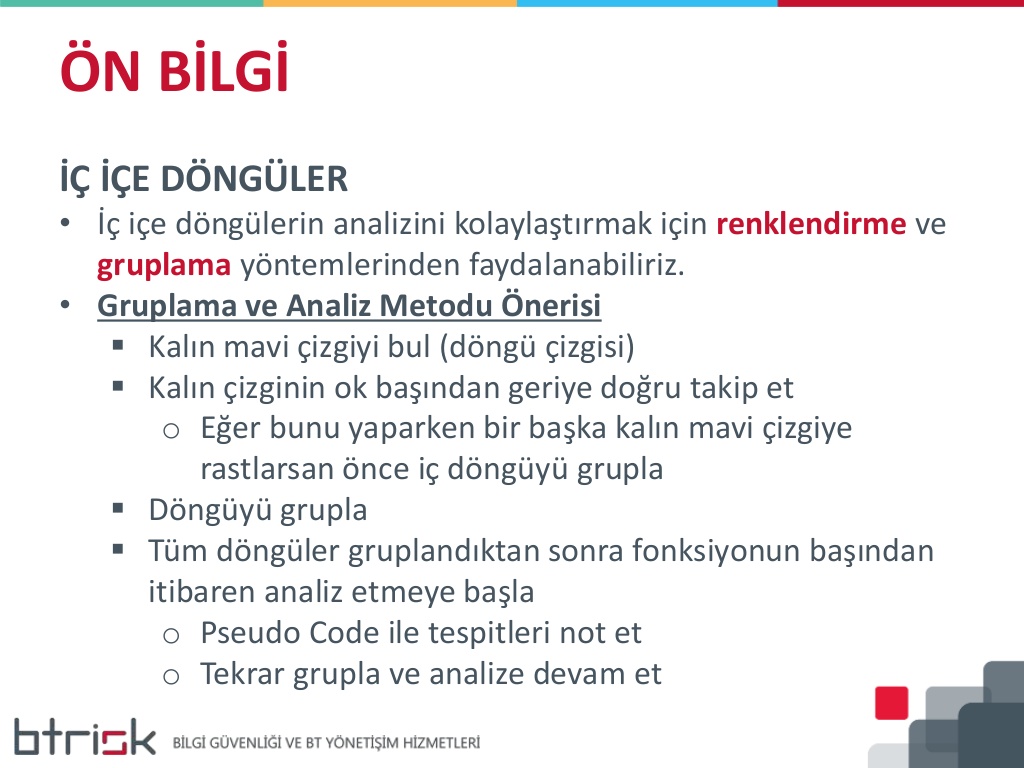 ÖN BİLGİ
İÇ İÇE DÖNGÜLER
• İç içe döngülerin analizini kolaylaştırmak için renklendirme ve
gruplama yöntemlerinden faydalanabiliriz.
• Gruplama ve Analiz Metodu Önerisi
▪ Kalın mavi çizgiyi bul (döngü çizgisi)
▪ Kalın çizginin ok başından geriye doğru takip et
o Eğer bunu yaparken bir başka kalın mavi çizgiye
rastlarsan önce iç döngüyü grupla
▪ Döngüyü grupla
▪ Tüm döngüler gruplandıktan sonra fonksiyonun başından
itibaren analiz etmeye başla
o Pseudo Code ile tespitleri not et
o Tekrar grupla ve analize devam et
btrisk BİLGİ GÜVENLİĞİ VE BT YÖNETİŞİM HİZMETLERİ